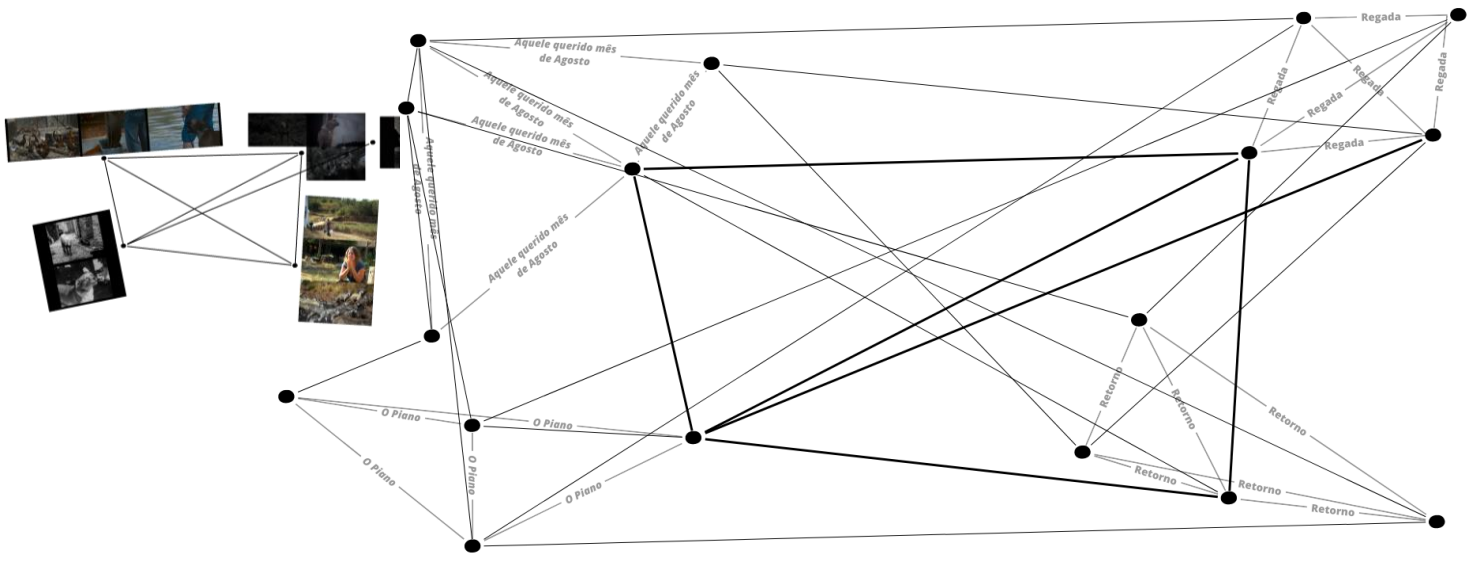 Regada
Aquele querido mês
de Agosto
Aquele querido mês
de Agosto
Aquele querido mês
de Agosto
Regada
Regada
Regada
Regada
Aquele querido mês
de Agosto
Regada
Aquele querido mês
de Agosto
Aquele querido mês
de Agosto
Retorno
Retorno
O Piano
O Piano
Retorno
O Piano
O Piano
O Piano
Retorno
Retorno
Retorno